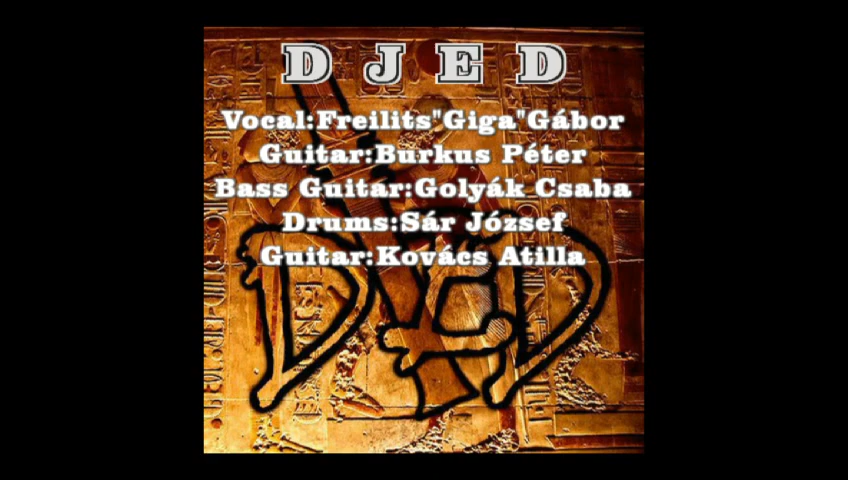 D J E D
Vocal:Freilits"Giga"Gábor
Guitar:Burkus Péter
Bass Guitar:Golyák Csaba
Drums:Sár József
Guitar:Kovács Atilla
DJED